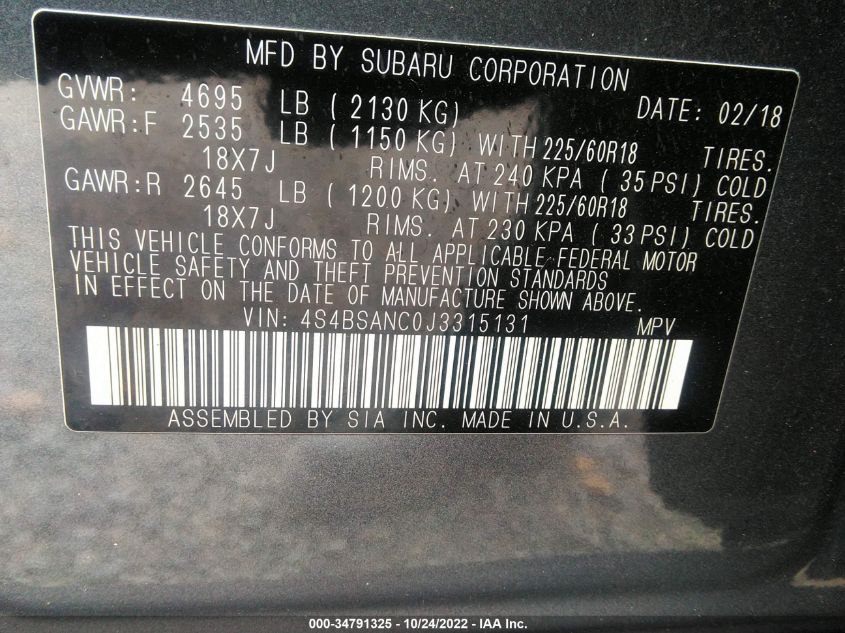 MFD BY SUBARU CORPORATION
GVWR: 4695 LB ( 2130 KG) DATE: 02/18
GAWR:F 2535 LB ( 1150 KG) WITH 225/60R18 TIRES.
18X7J RIMS. AT 240 KPA ( 35 PSI) COLD
GAWR:R 2645 LB ( 1200 KG) WITH 225/60R18 TIRES.
18X7J RIMS. AT 230 KPA ( 33 PSI) COLD
THIS VEHICLE CONFORMS TO ALL APPLICABLE FEDERAL MOTOR
VEHICLE SAFETY AND THEFT PREVENTION STANDARDS
IN EFFECT ON THE DATE OF MANUFACTURE SHOWN ABOVE.
VIN: 4S4BSANC0J3315131 MPV
ASSEMBLED BY SIA INC. MADE IN U.S.A.
000-34791325 - 10/24/2022 - IAA Inc.